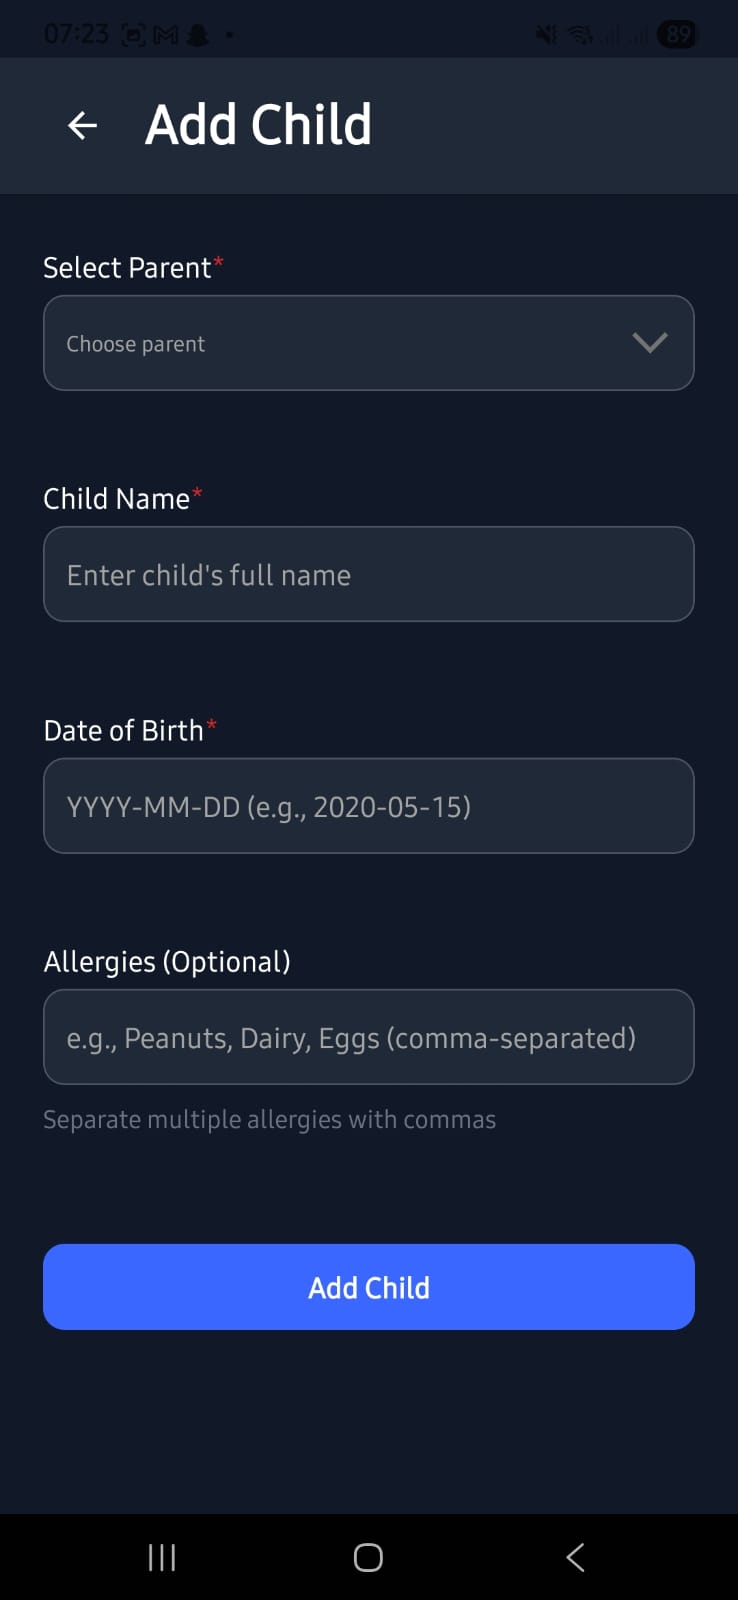 07:23
89
Add Child
Select Parent*
Choose parent
Child Name*
Enter child's full name
Date of Birth*
YYYY-MM-DD (e.g., 2020-05-15)
Allergies (Optional)
e.g., Peanuts, Dairy, Eggs (comma-separated)
Separate multiple allergies with commas
Add Child